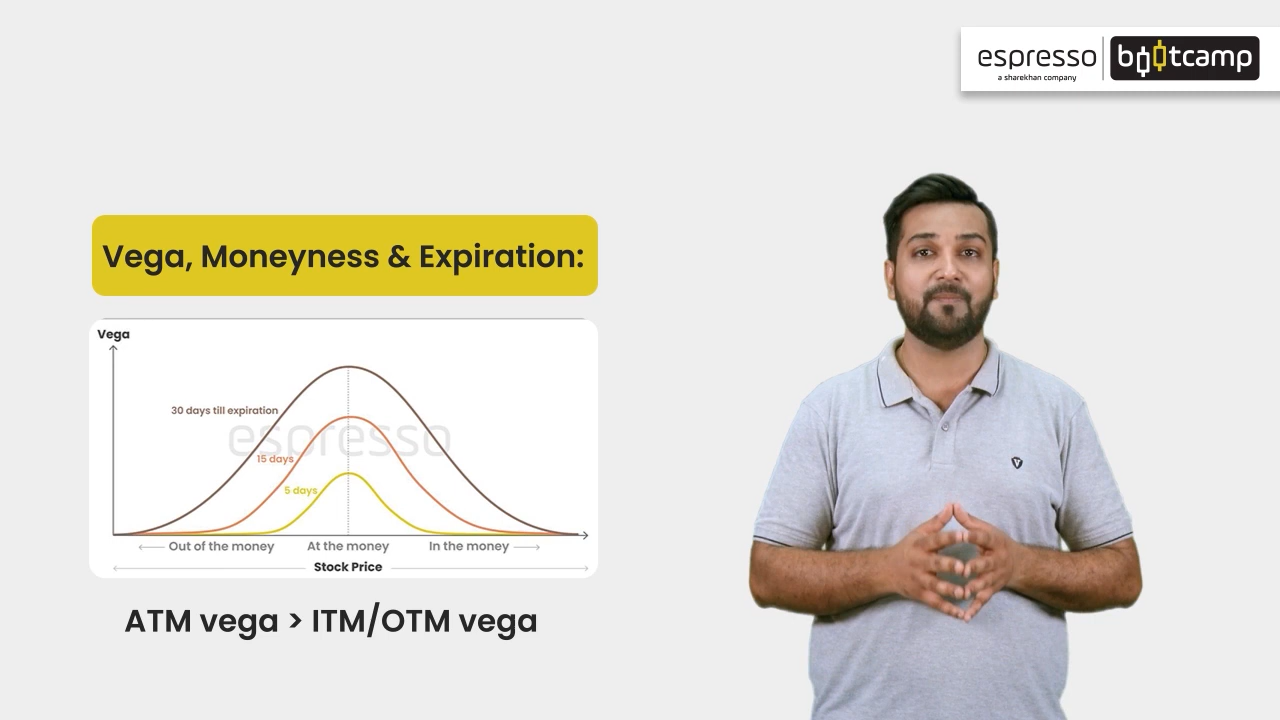 espresso
a sharekhan company
bootcamp
Vega, Moneyness & Expiration:
Vega
30 days till expiration
espresso
15 days
5 days
Out of the money
At the money
In the money
Stock Price
ATM vega > ITM/OTM vega